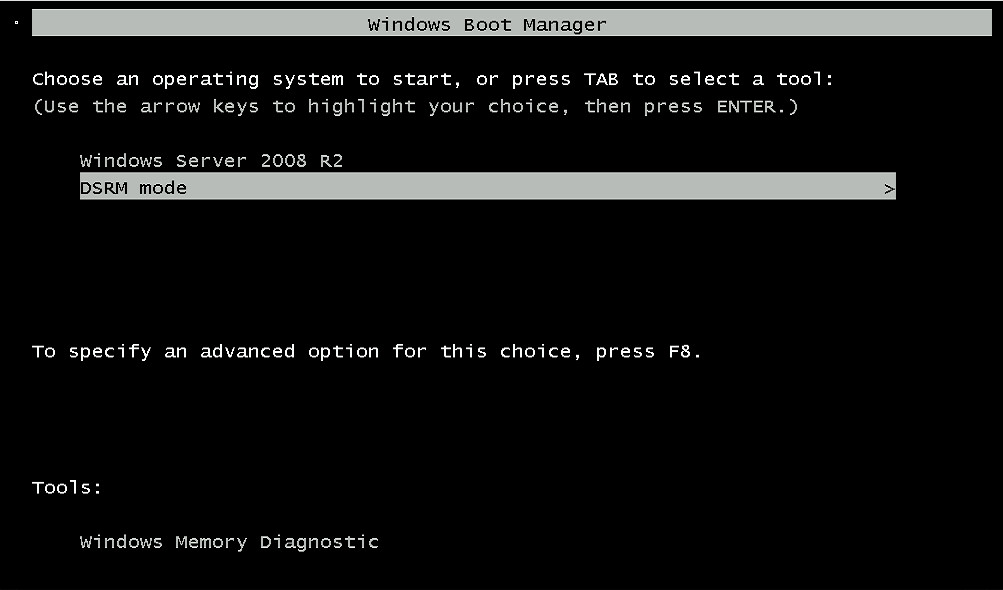 Windows Boot Manager
Choose an operating system to start, or press TAB to select a tool:
(Use the arrow keys to highlight your choice, then press ENTER.)
Windows Server 2008 R2
DSRM mode >
To specify an advanced option for this choice, press F8.
Tools:
Windows Memory Diagnostic